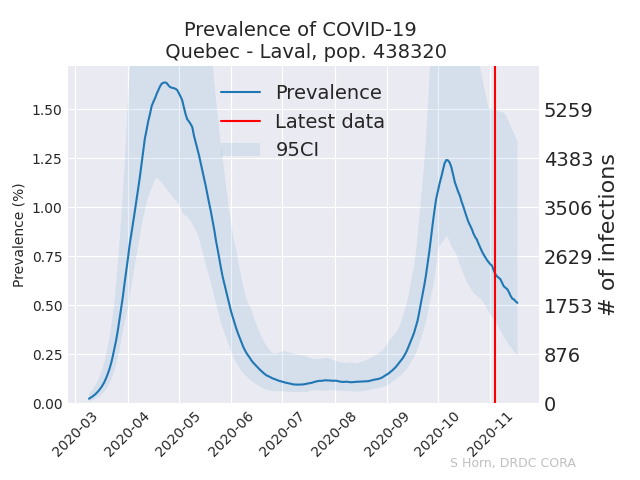 Prevalence of COVID-19
Quebec - Laval, pop. 438320
Prevalence
Latest data
95CI
Prevalence (%)
1.50
1.25
1.00
0.75
0.50
0.25
0.00
5259
4383
3506
2629
1753
876
0
# of infections
2020-03
2020-04
2020-05
2020-06
2020-07
2020-08
2020-09
2020-10
2020-11
S Horn, DRDC CORA